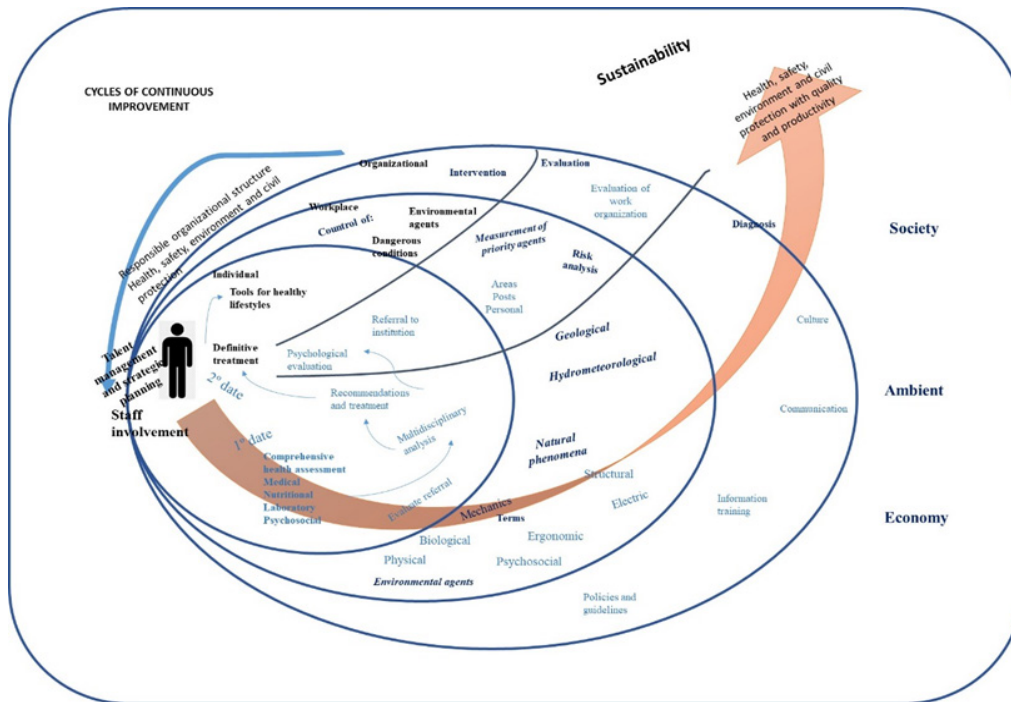 Sustainability
CYCLES OF CONTINUOUS
IMPROVEMENT
Health, safety,
environment and civil
protection with quality
and productivity
Responsible organizational structure
Health, safety, environment and civil
protection
Organizational
Intervention
Evaluation
Evaluation of
work
organization
Diagnosis
Society
Workplace
Countrol of:
Environmental
agents
Dangerous
conditions
Measurement of
priority agents
Risk
analysis
Individual
Tools for healthy
lifestyles
Areas
Posts
Personal
Culture
Referral to
institution
Geological
Definitive
treatment
Psychological
evaluation
Hydrometeorological
Ambient
Talent
management
and strategic
planning
Staff
involvement
2° date
Recommendations
and treatment
Communication
1° date
Multidisciplinary
analysis
Natural
phenomena
Comprehensive
health assessment
Medical
Nutritional
Laboratory
Psychosocial
Evaluate referral
Structural
Electric
Mechanics
Terms
Information
training
Economy
Biological
Ergonomic
Physical
Psychosocial
Environmental agents
Policies and
guidelines